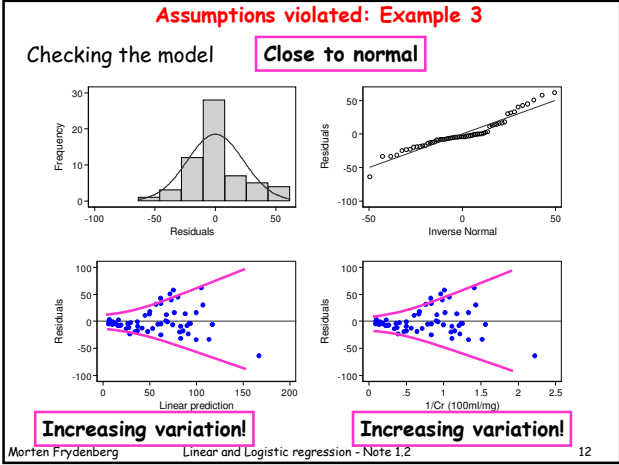 Assumptions violated: Example 3
Checking the model
Close to normal
30
20
10
0
Frequency
-100 -50 0 50
Residuals
50
0
-50
-100
Residuals
-50 0 50
Inverse Normal
100
50
0
-50
-100
Residuals
0 50 100 150 200
Linear prediction
100
50
0
-50
-100
Residuals
0 .5 1 1.5 2 2.5
1/Cr (100ml/mg)
Increasing variation!
Increasing variation!
Morten Frydenberg Linear and Logistic regression - Note 1.2 12